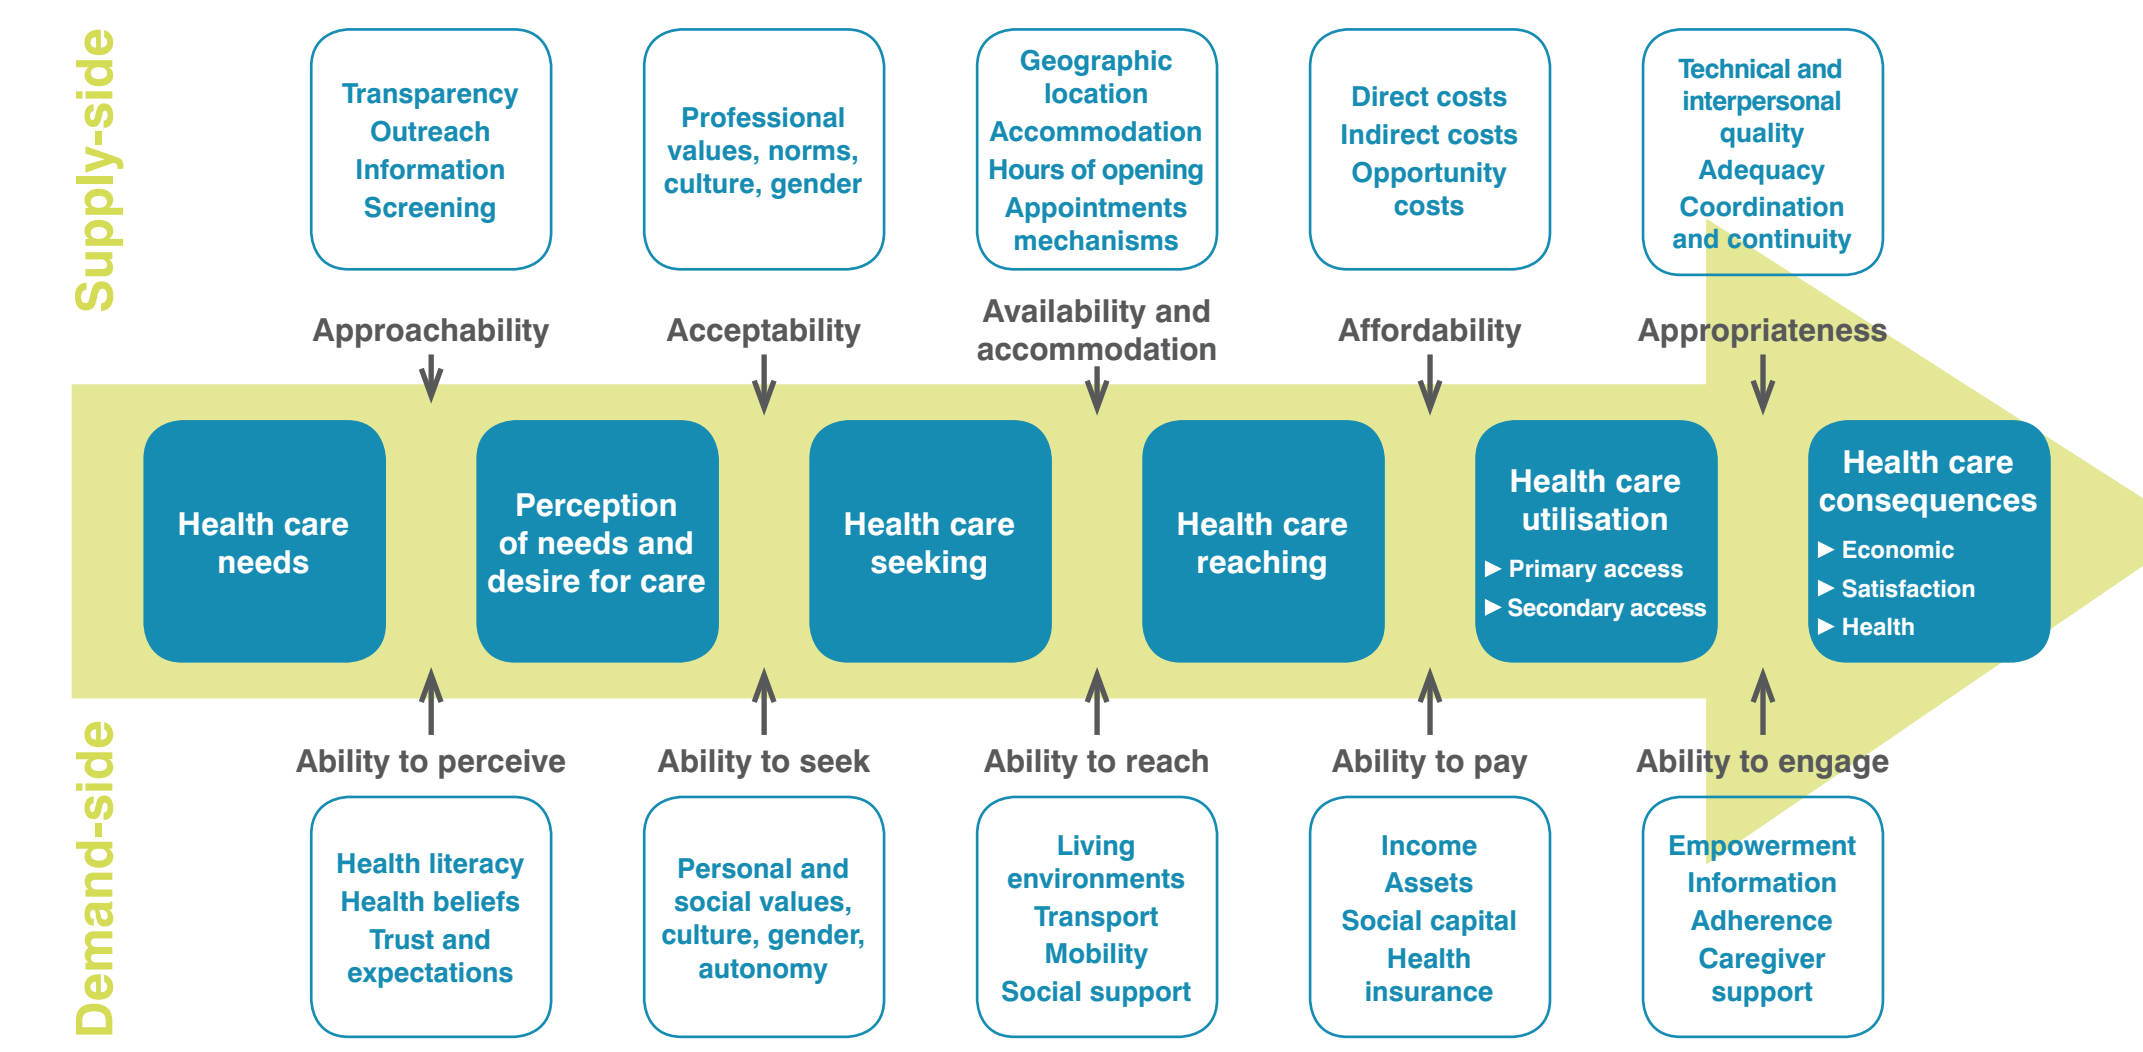 Supply-side
Transparency
Outreach
Information
Screening
Professional
values, norms,
culture, gender
Geographic
location
Accommodation
Hours of opening
Appointments
mechanisms
Direct costs
Indirect costs
Opportunity
costs
Technical and
interpersonal
quality
Adequacy
Coordination
and continuity
Approachability
Acceptability
Availability and
accommodation
Affordability
Appropriateness
Health care
needs
Perception
of needs and
desire for care
Health care
seeking
Health care
reaching
Health care
utilisation
▶ Primary access
▶ Secondary access
Health care
consequences
▶ Economic
▶ Satisfaction
▶ Health
Demand-side
Ability to perceive
Ability to seek
Ability to reach
Ability to pay
Ability to engage
Health literacy
Health beliefs
Trust and
expectations
Personal and
social values,
culture, gender,
autonomy
Living
environments
Transport
Mobility
Social support
Income
Assets
Social capital
Health
insurance
Empowerment
Information
Adherence
Caregiver
support